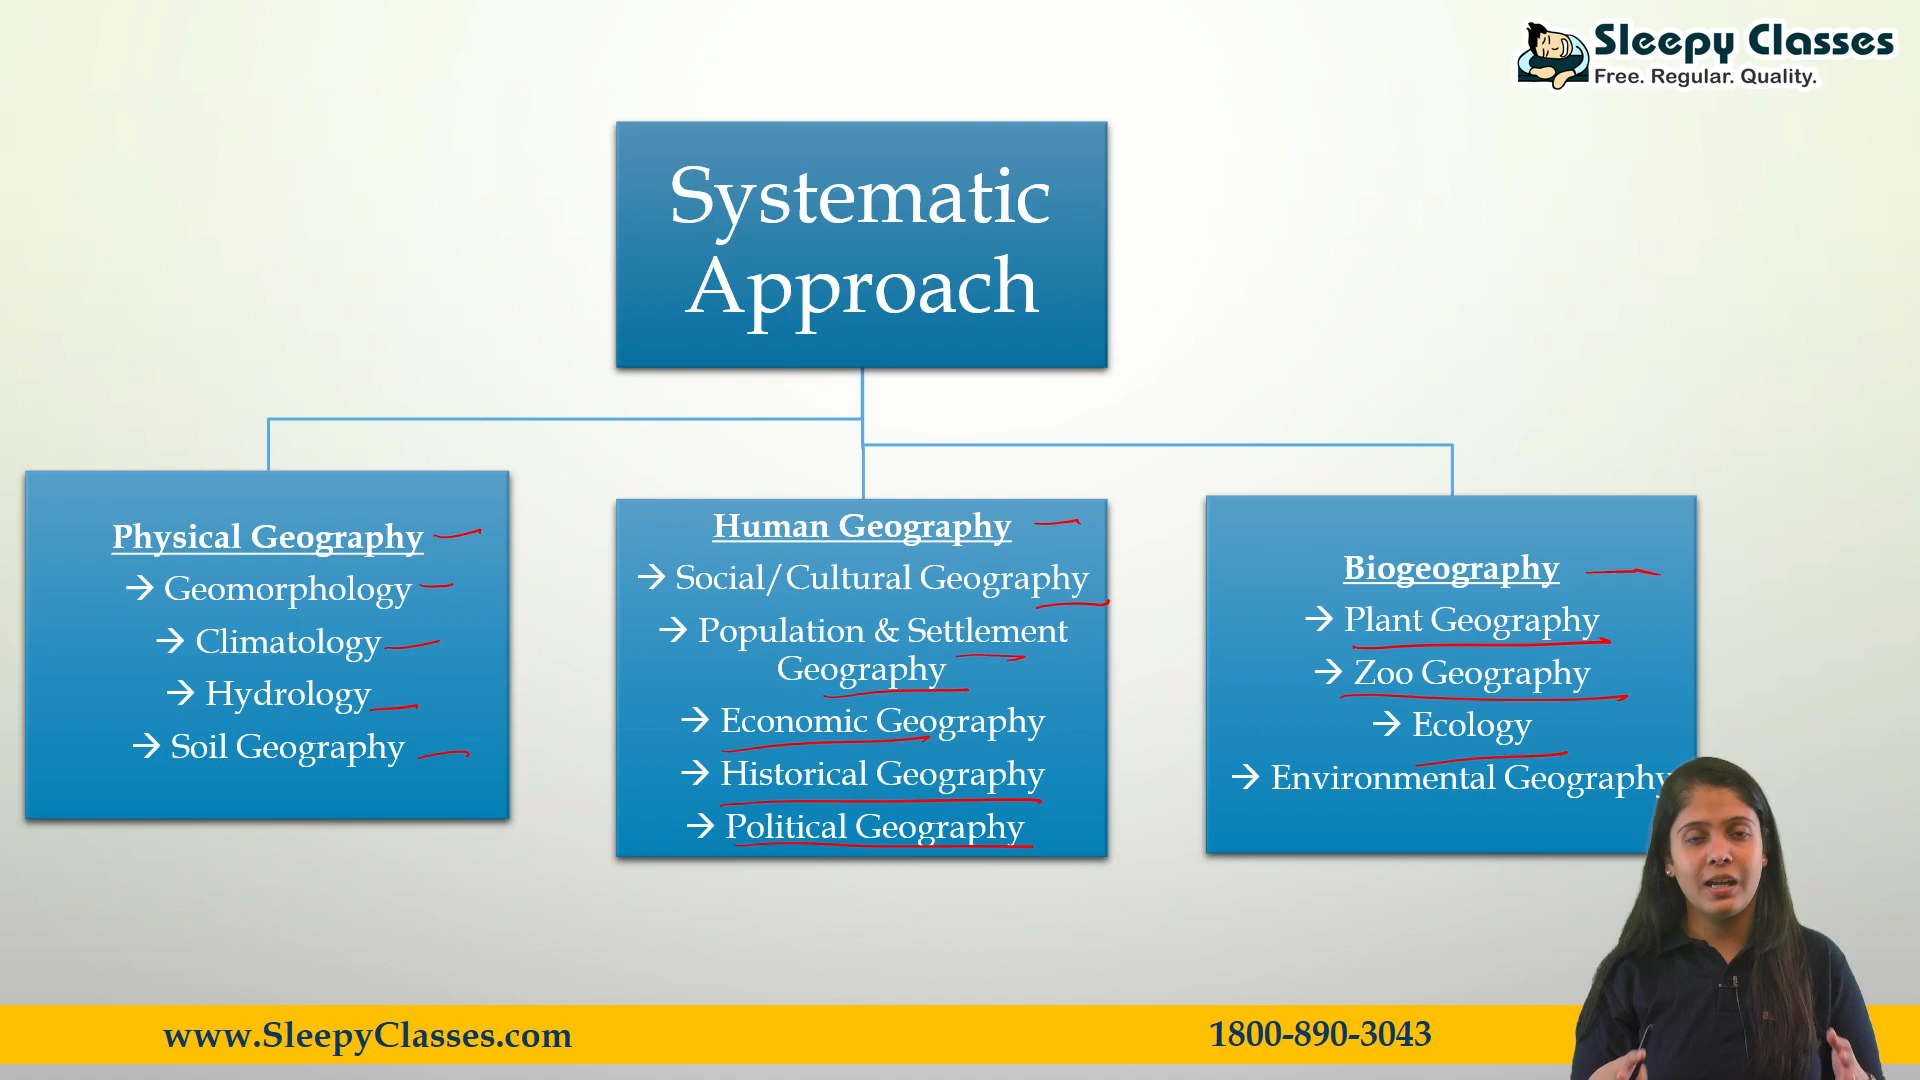 Sleepy Classes
Free. Regular. Quality.
Systematic
Approach
Physical Geography
→ Geomorphology
→ Climatology
→ Hydrology
→ Soil Geography
Human Geography
→ Social/Cultural Geography
→ Population & Settlement
Geography
→ Economic Geography
→ Historical Geography
→ Political Geography
Biogeography
→ Plant Geography
→ Zoo Geography
→ Ecology
→ Environmental Geography
www.SleepyClasses.com
1800-890-3043